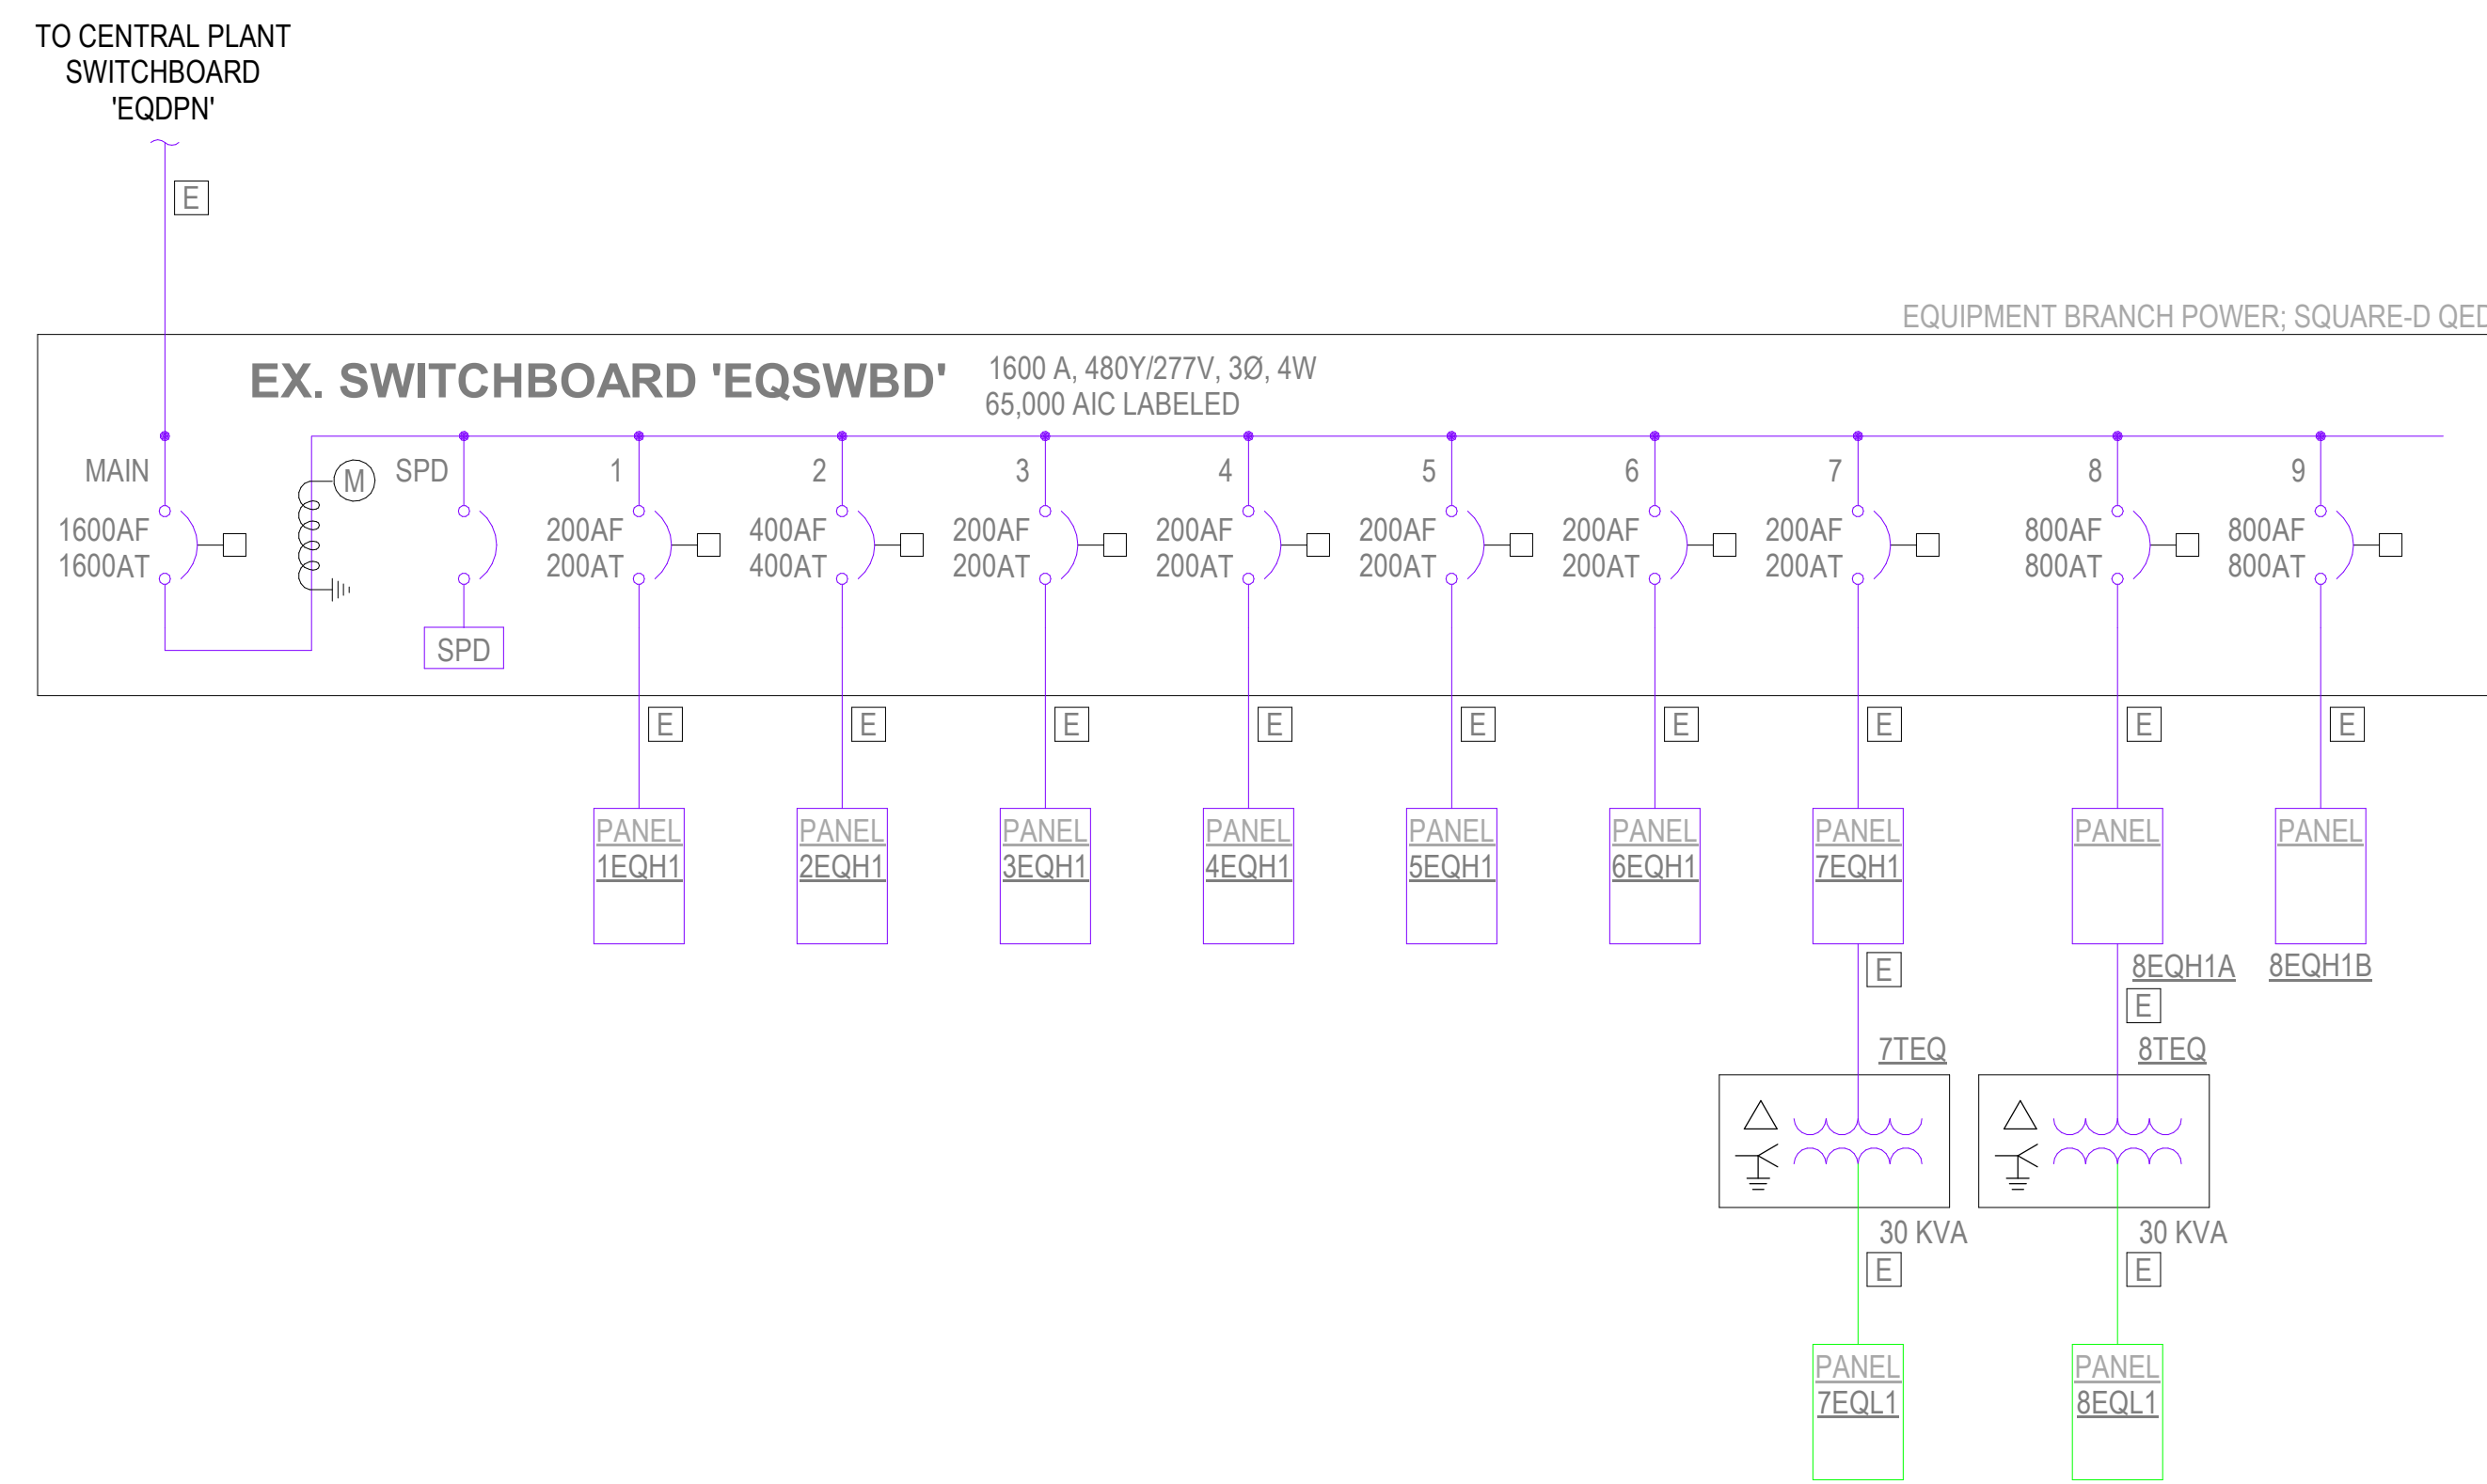 TO CENTRAL PLANT
SWITCHBOARD
'EQDPN'
E
EQUIPMENT BRANCH POWER; SQUARE-D QED
EX. SWITCHBOARD 'EQSWBD'
1600 A, 480Y/277V, 3Ø, 4W
65,000 AIC LABELED
MAIN
1600AF
1600AT
M
SPD
SPD
1
200AF
200AT
2
400AF
400AT
3
200AF
200AT
4
200AF
200AT
5
200AF
200AT
6
200AF
200AT
7
200AF
200AT
8
800AF
800AT
9
800AF
800AT
E
E
E
E
E
E
E
E
E
PANEL
1EQH1
PANEL
2EQH1
PANEL
3EQH1
PANEL
4EQH1
PANEL
5EQH1
PANEL
6EQH1
PANEL
7EQH1
PANEL
8EQH1A
PANEL
8EQH1B
E
E
7TEQ
8TEQ
30 KVA
30 KVA
E
E
PANEL
7EQL1
PANEL
8EQL1